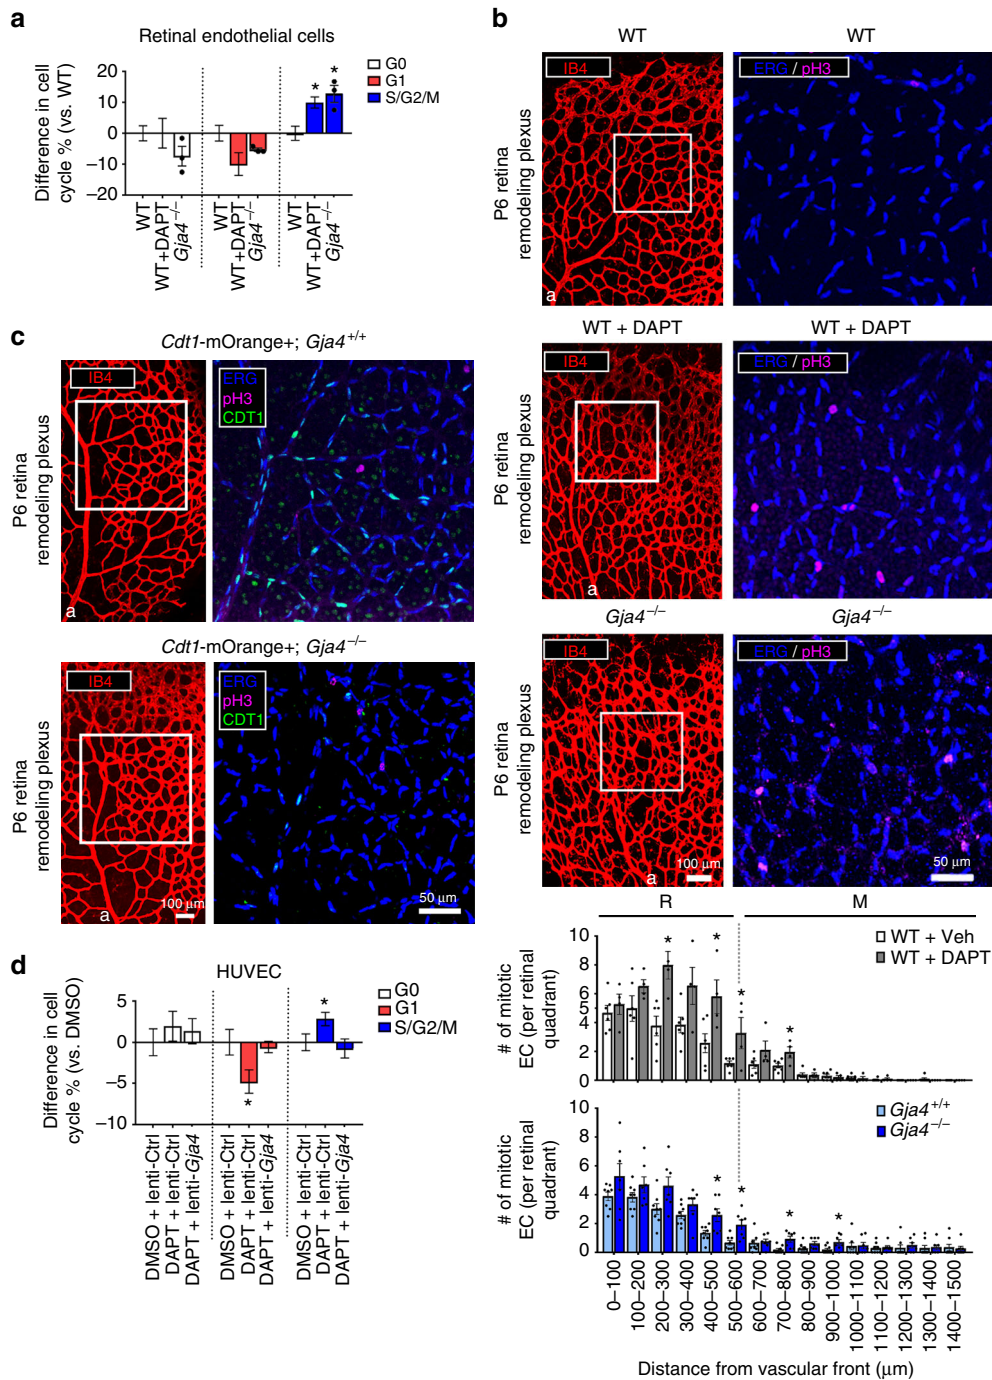 a
Retinal endothelial cells
Difference in cell
cycle % (vs. WT)
20
10
0
–10
–20
G0
G1
S/G2/M
*
*
WT
WT+DAPT
Gja4–/–
WT
WT+DAPT
Gja4–/–
WT
WT+DAPT
Gja4–/–
b
WT
WT
P6 retina
remodeling plexus
IB4
ERG / pH3
a
WT + DAPT
WT + DAPT
P6 retina
remodeling plexus
IB4
ERG / pH3
a
Gja4–/–
Gja4–/–
P6 retina
remodeling plexus
IB4
ERG / pH3
100 μm
a
50 μm
R
M
# of mitotic
EC (per retinal
quadrant)
10
8
6
4
2
0
WT + Veh
WT + DAPT
*
*
*
*
# of mitotic
EC (per retinal
quadrant)
10
8
6
4
2
0
Gja4+/+
Gja4–/–
*
*
*
*
0–100
100–200
200–300
300–400
400–500
500–600
600–700
700–800
800–900
900–1000
1000–1100
1100–1200
1200–1300
1300–1400
1400–1500
Distance from vascular front (μm)
c
Cdt1-mOrange+; Gja4+/+
P6 retina
remodeling plexus
IB4
ERG
pH3
CDT1
a
Cdt1-mOrange+; Gja4–/–
P6 retina
remodeling plexus
IB4
ERG
pH3
CDT1
100 μm
a
50 μm
d
HUVEC
Difference in cell
cycle % (vs. DMSO)
5
0
–5
–10
G0
G1
S/G2/M
*
*
DMSO + lenti-Ctrl
DAPT + lenti-Ctrl
DAPT + lenti-Gja4
DMSO + lenti-Ctrl
DAPT + lenti-Ctrl
DAPT + lenti-Gja4
DMSO + lenti-Ctrl
DAPT + lenti-Ctrl
DAPT + lenti-Gja4